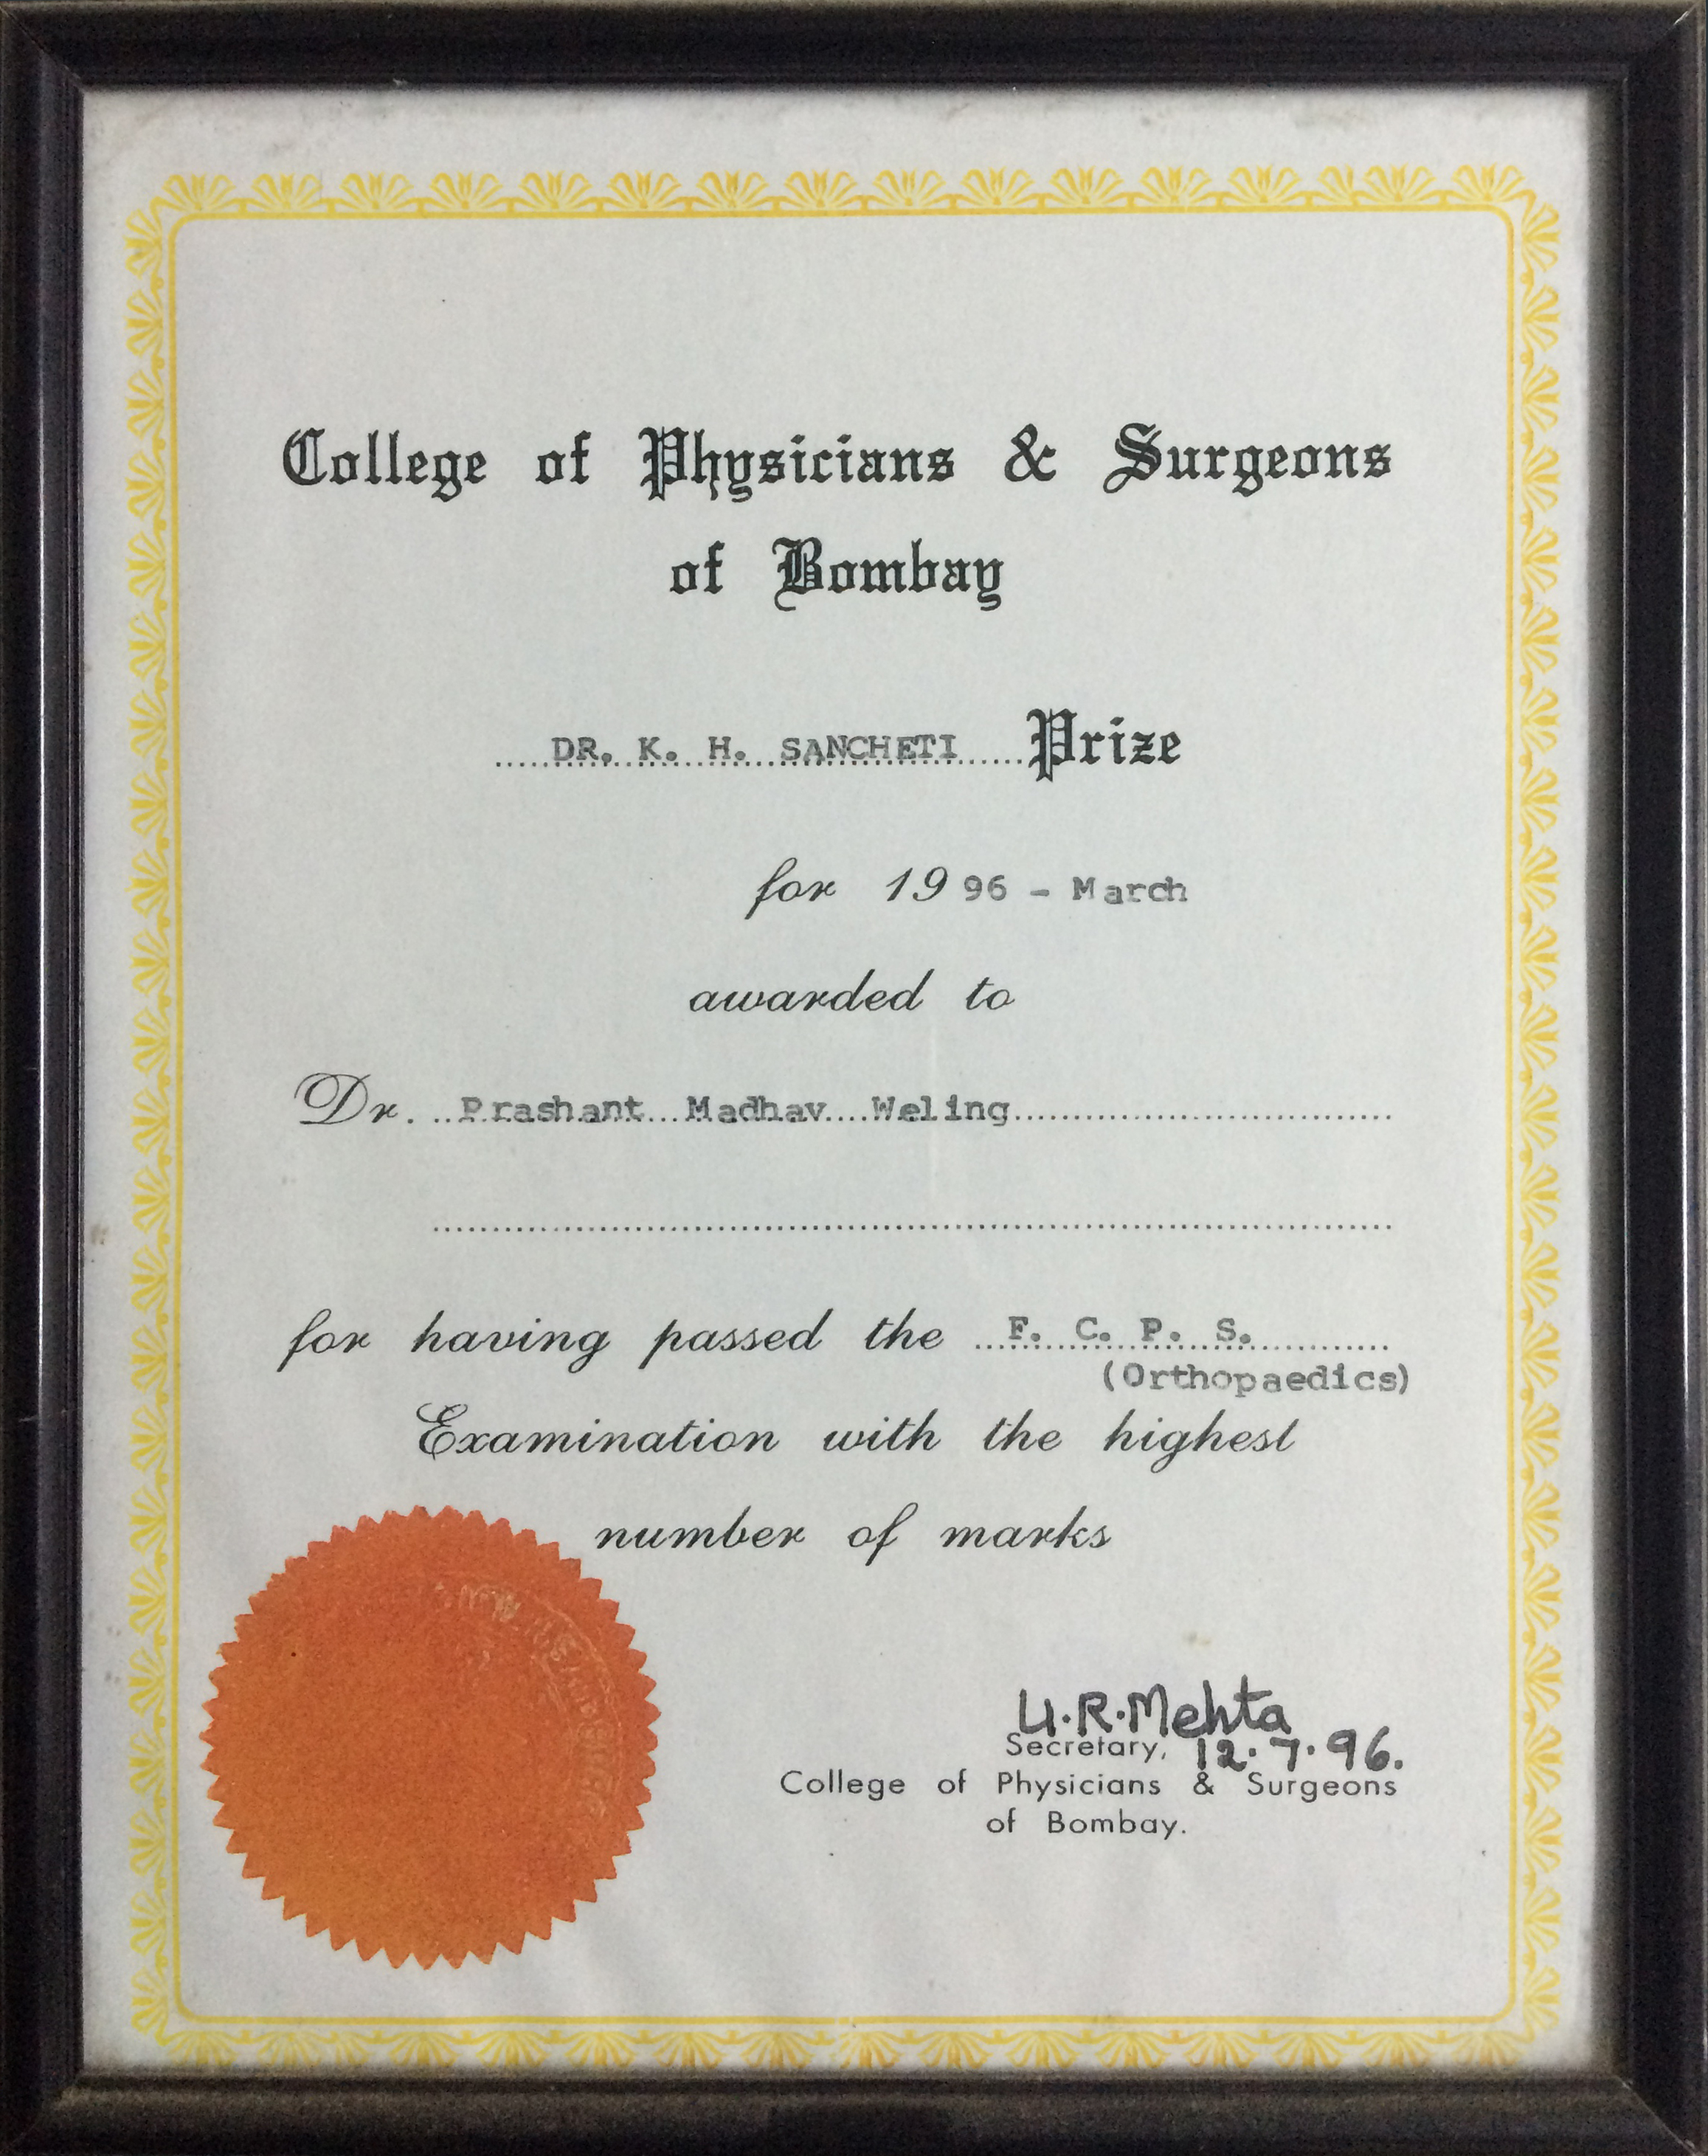 College of Physicians & Surgeons
of Bombay
DR. K. H. SANCHETI Prize
for 1996 - March
awarded to
Dr. Prashant Madhav Weling
for having passed the F. C. P. S.
(Orthopaedics)
Examination with the highest
number of marks
U.R.Mehta
Secretary, 12.7.96.
College of Physicians & Surgeons
of Bombay.